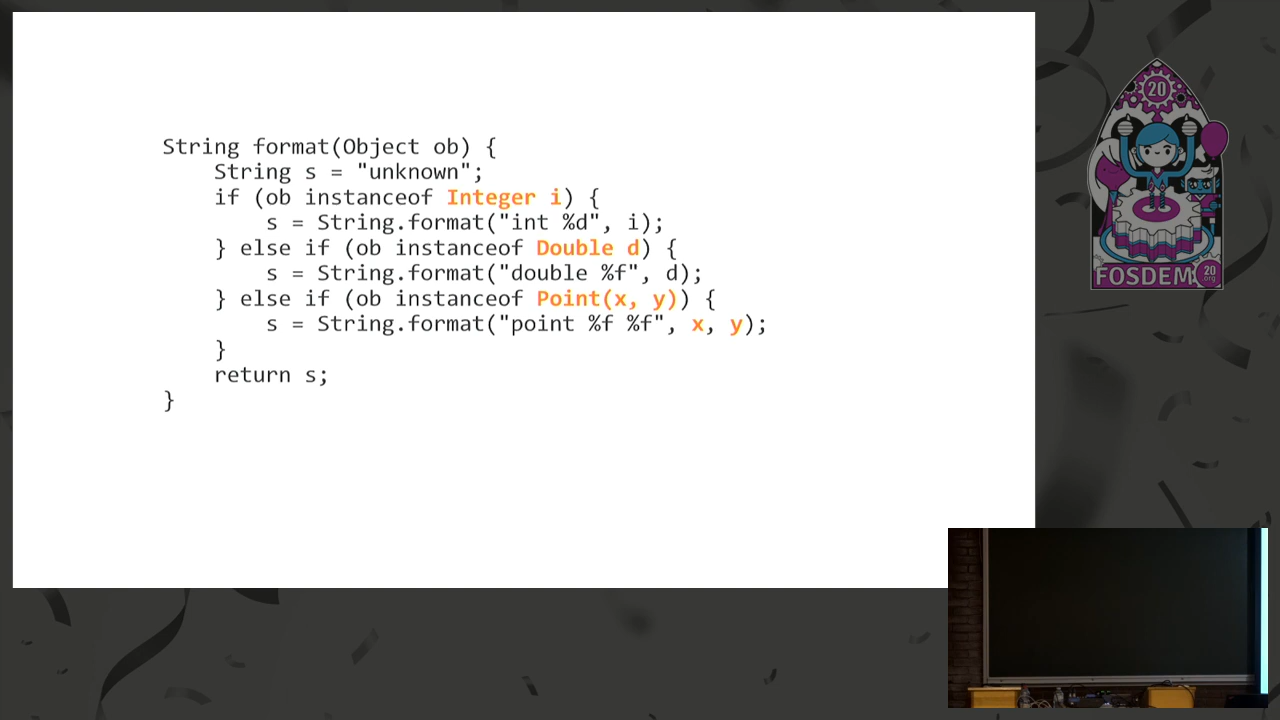 String format(Object ob) {
    String s = "unknown";
    if (ob instanceof Integer i) {
        s = String.format("int %d", i);
    } else if (ob instanceof Double d) {
        s = String.format("double %f", d);
    } else if (ob instanceof Point(x, y)) {
        s = String.format("point %f %f", x, y);
    }
    return s;
}
20
FOSDEM
20
org